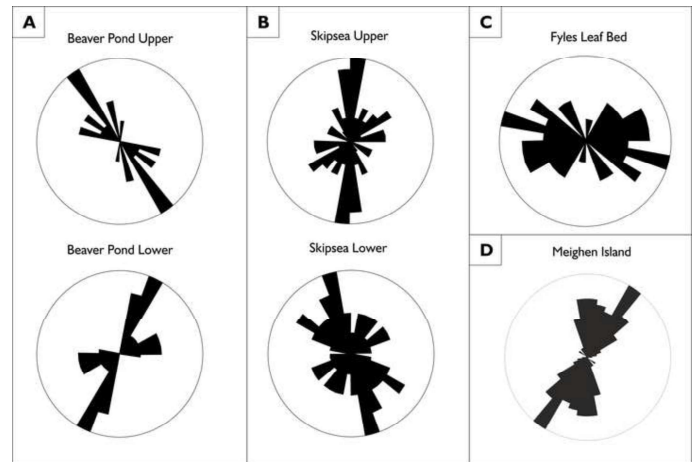 A
Beaver Pond Upper
Beaver Pond Lower
B
Skipsea Upper
Skipsea Lower
C
Fyles Leaf Bed
D
Meighen Island